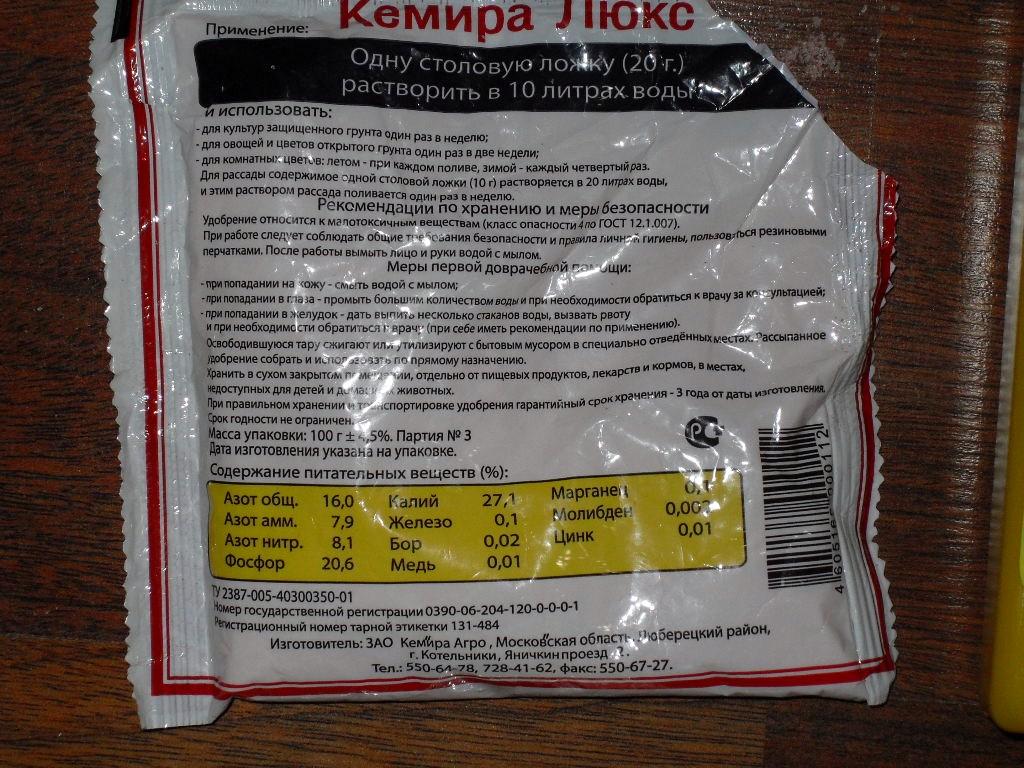 Кемира Люкс
Применение:
Одну столовую ложку (20 г.)
растворить в 10 литрах воды
и использовать:
- для культур защищенного грунта один раз в неделю;
- для овощей и цветов открытого грунта один раз в две недели;
- для комнатных цветов: летом - при каждом поливе, зимой - каждый четвертый раз.
Для рассады содержимое одной столовой ложки (10 г) растворяется в 20 литрах воды,
и этим раствором рассада поливается один раз в неделю.
Рекомендации по хранению и меры безопасности
Удобрение относится к малотоксичным веществам (класс опасности 4 по ГОСТ 12.1.007).
При работе следует соблюдать общие требования безопасности и правила личной гигиены, пользоваться резиновыми
перчатками. После работы вымыть лицо и руки водой с мылом.
Меры первой доврачебной помощи:
- при попадании на кожу - смыть водой с мылом;
- при попадании в глаза - промыть большим количеством воды и при необходимости обратиться к врачу за консультацией;
- при попадании в желудок - дать выпить несколько стаканов воды, вызвать рвоту
и при необходимости обратиться к врачу (при себе иметь рекомендации по применению).
Освободившуюся тару сжигают или утилизируют с бытовым мусором в специально отведённых местах. Рассыпанное
удобрение собрать и использовать по прямому назначению.
Хранить в сухом закрытом помещении, отдельно от пищевых продуктов, лекарств и кормов, в местах,
недоступных для детей и домашних животных.
При правильном хранении и транспортировке удобрения гарантийный срок хранения - 3 года от даты изготовления.
Срок годности не ограничен.
Масса упаковки: 100 г ± 4,5%. Партия № 3
Дата изготовления указана на упаковке.
РС
Содержание питательных веществ (%):
Азот общ. 16,0 Калий 27,1 Марганец 0,1
Азот амм. 7,9 Железо 0,1 Молибден
Азот нитр. 8,1 Бор 0,02 Цинк 0,01
Фосфор 20,6 Медь 0,01
ТУ 2387-005-40300350-01
Номер государственной регистрации 0390-06-204-120-0-0-0-1
Регистрационный номер тарной этикетки 131-484
Изготовитель: ЗАО Кемира Агро, Московская область, Люберецкий район,
г. Котельники, Яничкин проезд
Тел.: 550-64-78, 728-41-62, факс: 550-67-27.